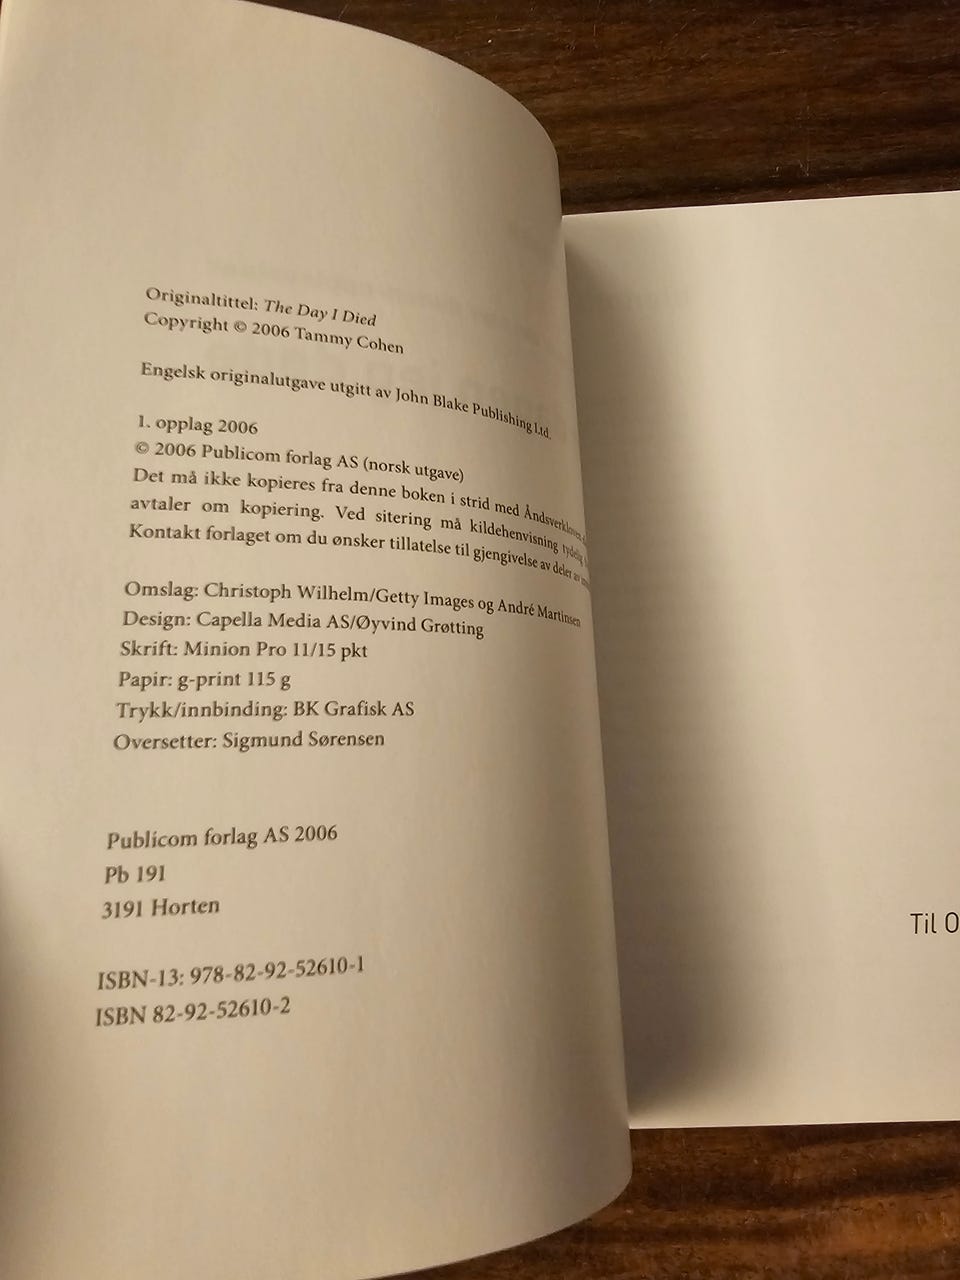 Originaltittel: The Day I Died
Copyright © 2006 Tammy Cohen
Engelsk originalutgave utgitt av John Blake Publishing Ltd.
1. opplag 2006
© 2006 Publicom forlag AS (norsk utgave)
Det må ikke kopieres fra denne boken i strid med Åndsverkloven
avtaler om kopiering. Ved sitering må kildehenvisning tydelig
Kontakt forlaget om du ønsker tillatelse til gjengivelse av deler av
Omslag: Christoph Wilhelm/Getty Images og André Martinsen
Design: Capella Media AS/Øyvind Grøtting
Skrift: Minion Pro 11/15 pkt
Papir: g-print 115 g
Trykk/innbinding: BK Grafisk AS
Oversetter: Sigmund Sørensen
Publicom forlag AS 2006
Pb 191
3191 Horten
ISBN-13: 978-82-92-52610-1
ISBN 82-92-52610-2
Til